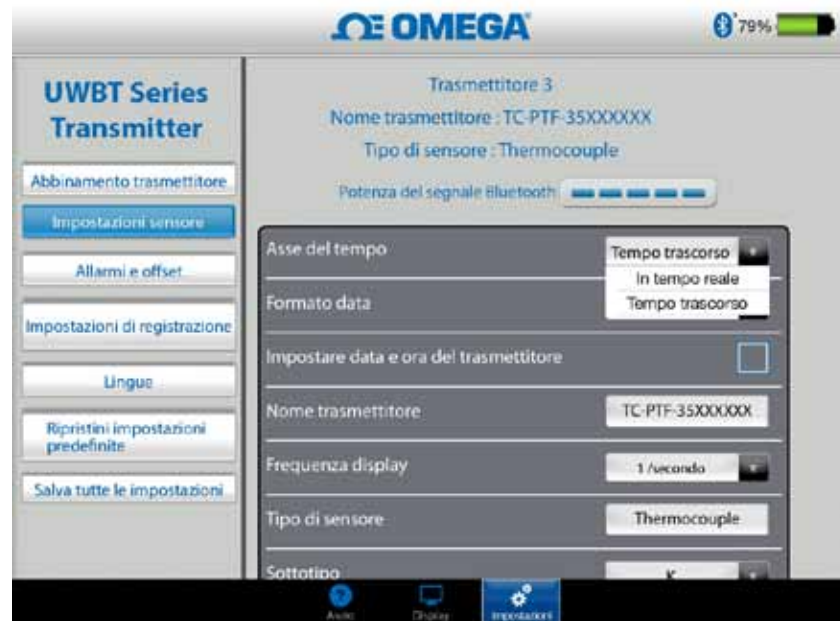 OMEGA
79%
UWBT Series
Transmitter
Abbinamento trasmettitore
Impostazioni sensore
Allarmi e offset
Impostazioni di registrazione
Lingue
Ripristini impostazioni
predefinite
Salva tutte le impostazioni
Trasmettitore 3
Nome trasmettitore : TC-PTF-35XXXXXX
Tipo di sensore : Thermocouple
Potenza del segnale Bluetooth
Asse del tempo
Tempo trascorso
In tempo reale
Tempo trascorso
Formato data
Impostare data e ora del trasmettitore
Nome trasmettitore
TC-PTF-35XXXXXX
Frequenza display
1 /secondo
Tipo di sensore
Thermocouple
Sottotipo
K
Display
Impostazioni